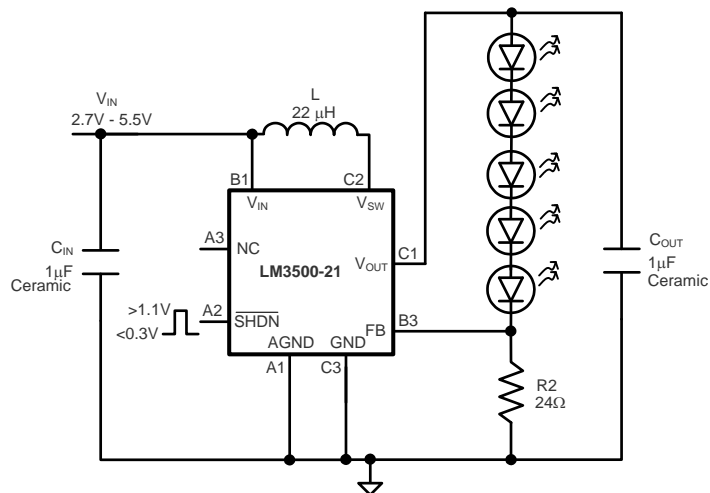 VIN
2.7V - 5.5V
L
22 μH
B1
C2
VIN
VSW
A3
NC
LM3500-21
VOUT
C1
CIN
1μF
Ceramic
COUT
1μF
Ceramic
>1.1V
<0.3V
A2
SHDN
FB
B3
AGND
GND
A1
C3
R2
24Ω